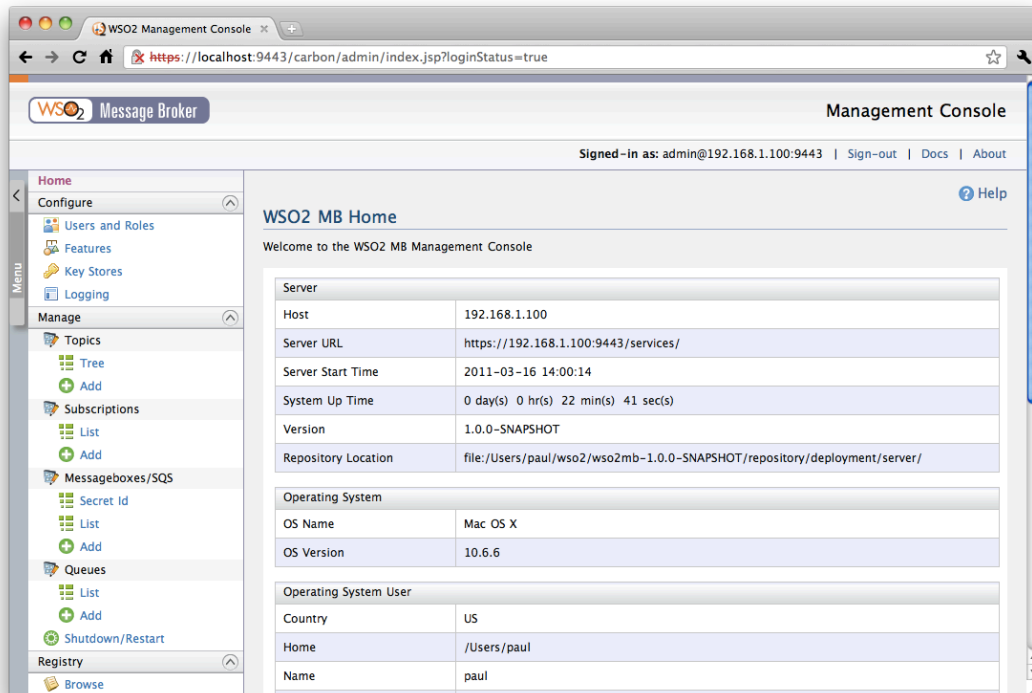 WSO2 Management Console
https://localhost:9443/carbon/admin/index.jsp?loginStatus=true
WSO2 Message Broker
Management Console
Signed-in as: admin@192.168.1.100:9443 | Sign-out | Docs | About
Menu
Home
Configure
Users and Roles
Features
Key Stores
Logging
Manage
Topics
Tree
Add
Subscriptions
List
Add
Messageboxes/SQS
Secret Id
List
Add
Queues
List
Add
Shutdown/Restart
Registry
Browse
Help
WSO2 MB Home
Welcome to the WSO2 MB Management Console
Server
Host 192.168.1.100
Server URL https://192.168.1.100:9443/services/
Server Start Time 2011-03-16 14:00:14
System Up Time 0 day(s) 0 hr(s) 22 min(s) 41 sec(s)
Version 1.0.0-SNAPSHOT
Repository Location file:/Users/paul/wso2/wso2mb-1.0.0-SNAPSHOT/repository/deployment/server/
Operating System
OS Name Mac OS X
OS Version 10.6.6
Operating System User
Country US
Home /Users/paul
Name paul